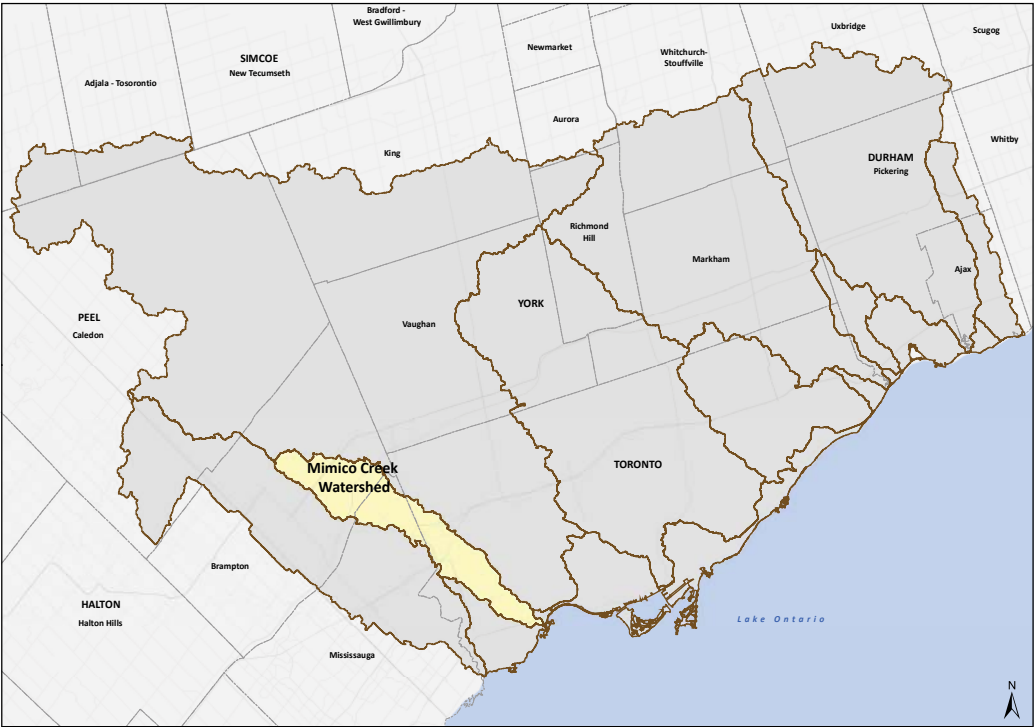 Bradford -
West Gwillimbury
Uxbridge
Scugog
Newmarket
Whitchurch-
Stouffville
SIMCOE
New Tecumseth
Adjala - Tosorontio
Aurora
Whitby
King
DURHAM
Pickering
Richmond
Hill
Markham
Ajax
YORK
PEEL
Caledon
Vaughan
Mimico Creek
Watershed
TORONTO
Brampton
HALTON
Halton Hills
Lake Ontario
Mississauga
N